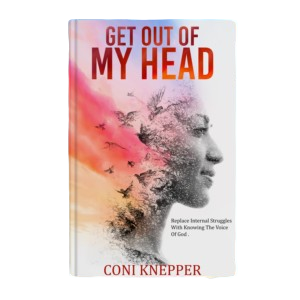 GET OUT OF
MY HEAD
Replace Internal Struggles
With Knowing The Voice
Of God .
CONI KNEPPER